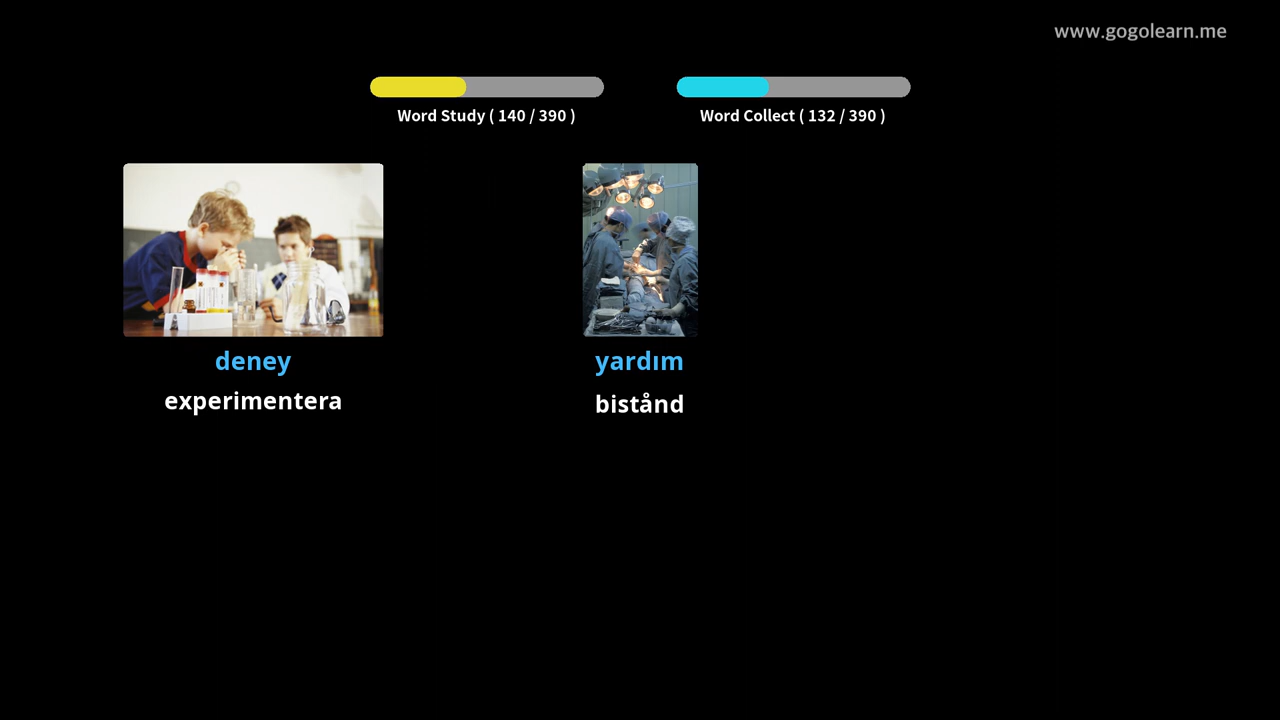 www.gogolearn.me
Word Study ( 140 / 390 )
Word Collect ( 132 / 390 )
deney
experimentera
yardım
bistånd